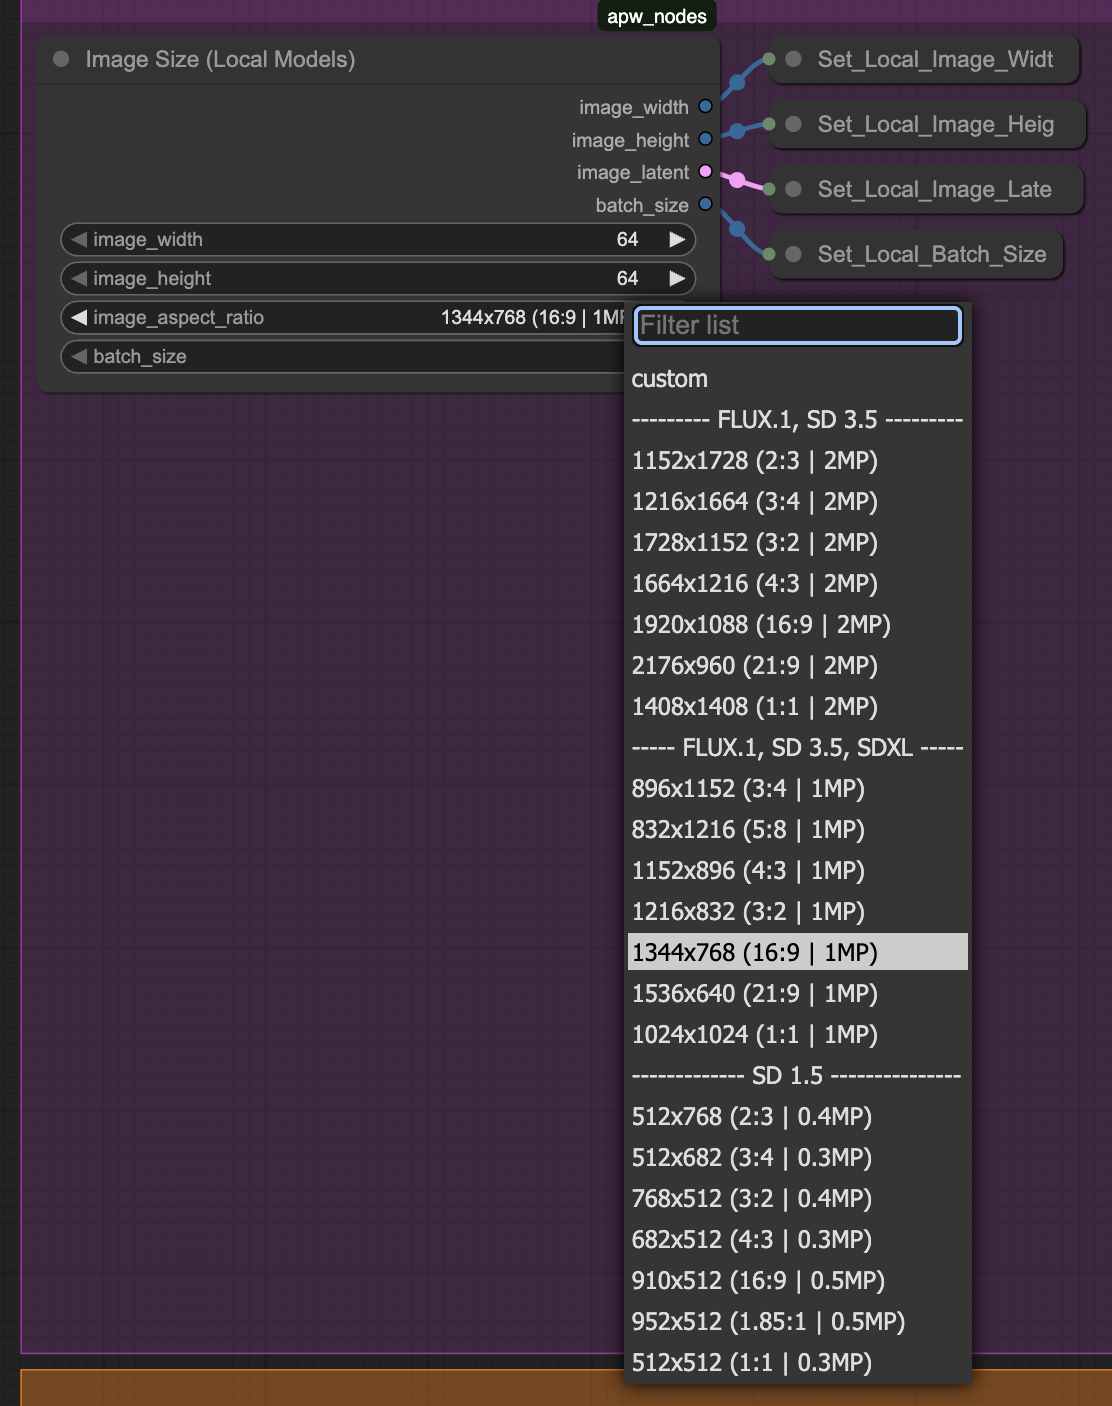 apw_nodes
Image Size (Local Models)
image_width
image_height
image_latent
batch_size
Set_Local_Image_Widt
Set_Local_Image_Heig
Set_Local_Image_Late
Set_Local_Batch_Size
image_width 64
image_height 64
image_aspect_ratio 1344x768 (16:9 | 1MP
batch_size
Filter list
custom
--------- FLUX.1, SD 3.5 ---------
1152x1728 (2:3 | 2MP)
1216x1664 (3:4 | 2MP)
1728x1152 (3:2 | 2MP)
1664x1216 (4:3 | 2MP)
1920x1088 (16:9 | 2MP)
2176x960 (21:9 | 2MP)
1408x1408 (1:1 | 2MP)
----- FLUX.1, SD 3.5, SDXL -----
896x1152 (3:4 | 1MP)
832x1216 (5:8 | 1MP)
1152x896 (4:3 | 1MP)
1216x832 (3:2 | 1MP)
1344x768 (16:9 | 1MP)
1536x640 (21:9 | 1MP)
1024x1024 (1:1 | 1MP)
------------- SD 1.5 ---------------
512x768 (2:3 | 0.4MP)
512x682 (3:4 | 0.3MP)
768x512 (3:2 | 0.4MP)
682x512 (4:3 | 0.3MP)
910x512 (16:9 | 0.5MP)
952x512 (1.85:1 | 0.5MP)
512x512 (1:1 | 0.3MP)